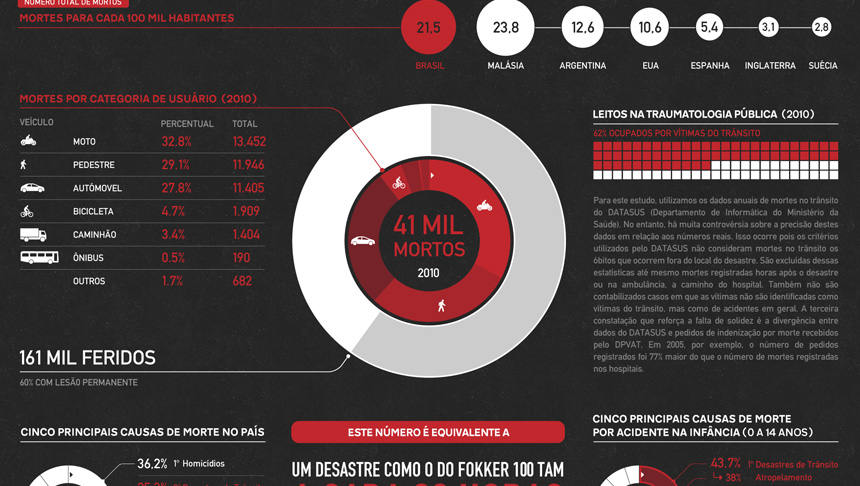 NÚMERO TOTAL DE MORTOS
MORTES PARA CADA 100 MIL HABITANTES
21,5
23,8
12,6
10,6
5,4
3,1
2,8
BRASIL
MALÁSIA
ARGENTINA
EUA
ESPANHA
INGLATERRA
SUÉCIA
MORTES POR CATEGORIA DE USUÁRIO (2010)
VEÍCULO PERCENTUAL TOTAL
MOTO 32.8% 13.452
PEDESTRE 29.1% 11.946
AUTÓMOVEL 27.8% 11.405
BICICLETA 4.7% 1.909
CAMINHÃO 3.4% 1.404
ÔNIBUS 0.5% 190
OUTROS 1.7% 682
41 MIL
MORTOS
2010
161 MIL FERIDOS
60% COM LESÃO PERMANENTE
LEITOS NA TRAUMATOLOGIA PÚBLICA (2010)
62% OCUPADOS POR VÍTIMAS DO TRÂNSITO
Para este estudo, utilizamos os dados anuais de mortes no trânsito
do DATASUS (Departamento de Informática do Ministério da
Saúde). No entanto, há muita controvérsia sobre a precisão destes
dados em relação aos números reais. Isso ocorre pois os critérios
utilizados pelo DATASUS não consideram mortes no trânsito os
óbitos que ocorrem fora do local do desastre. São excluídas dessas
estatísticas até mesmo mortes registradas horas após o desastre
ou na ambulância, a caminho do hospital. Também não são
contabilizados casos em que as vítimas não são identificadas como
vítimas do trânsito, mas como de acidentes em geral. A terceira
constatação que reforça a falta de solidez é a divergência entre
dados do DATASUS e pedidos de indenização por morte recebidos
pelo DPVAT. Em 2005, por exemplo, o número de pedidos
registrados foi 77% maior do que o número de mortes registradas
nos hospitais.
CINCO PRINCIPAIS CAUSAS DE MORTE NO PAÍS
36,2% 1º Homicídios
ESTE NÚMERO É EQUIVALENTE A
UM DESASTRE COMO O DO FOKKER 100 TAM
CINCO PRINCIPAIS CAUSAS DE MORTE
POR ACIDENTE NA INFÂNCIA (0 A 14 ANOS)
43.7% 1º Desastres de Trânsito
38% Atropelamento